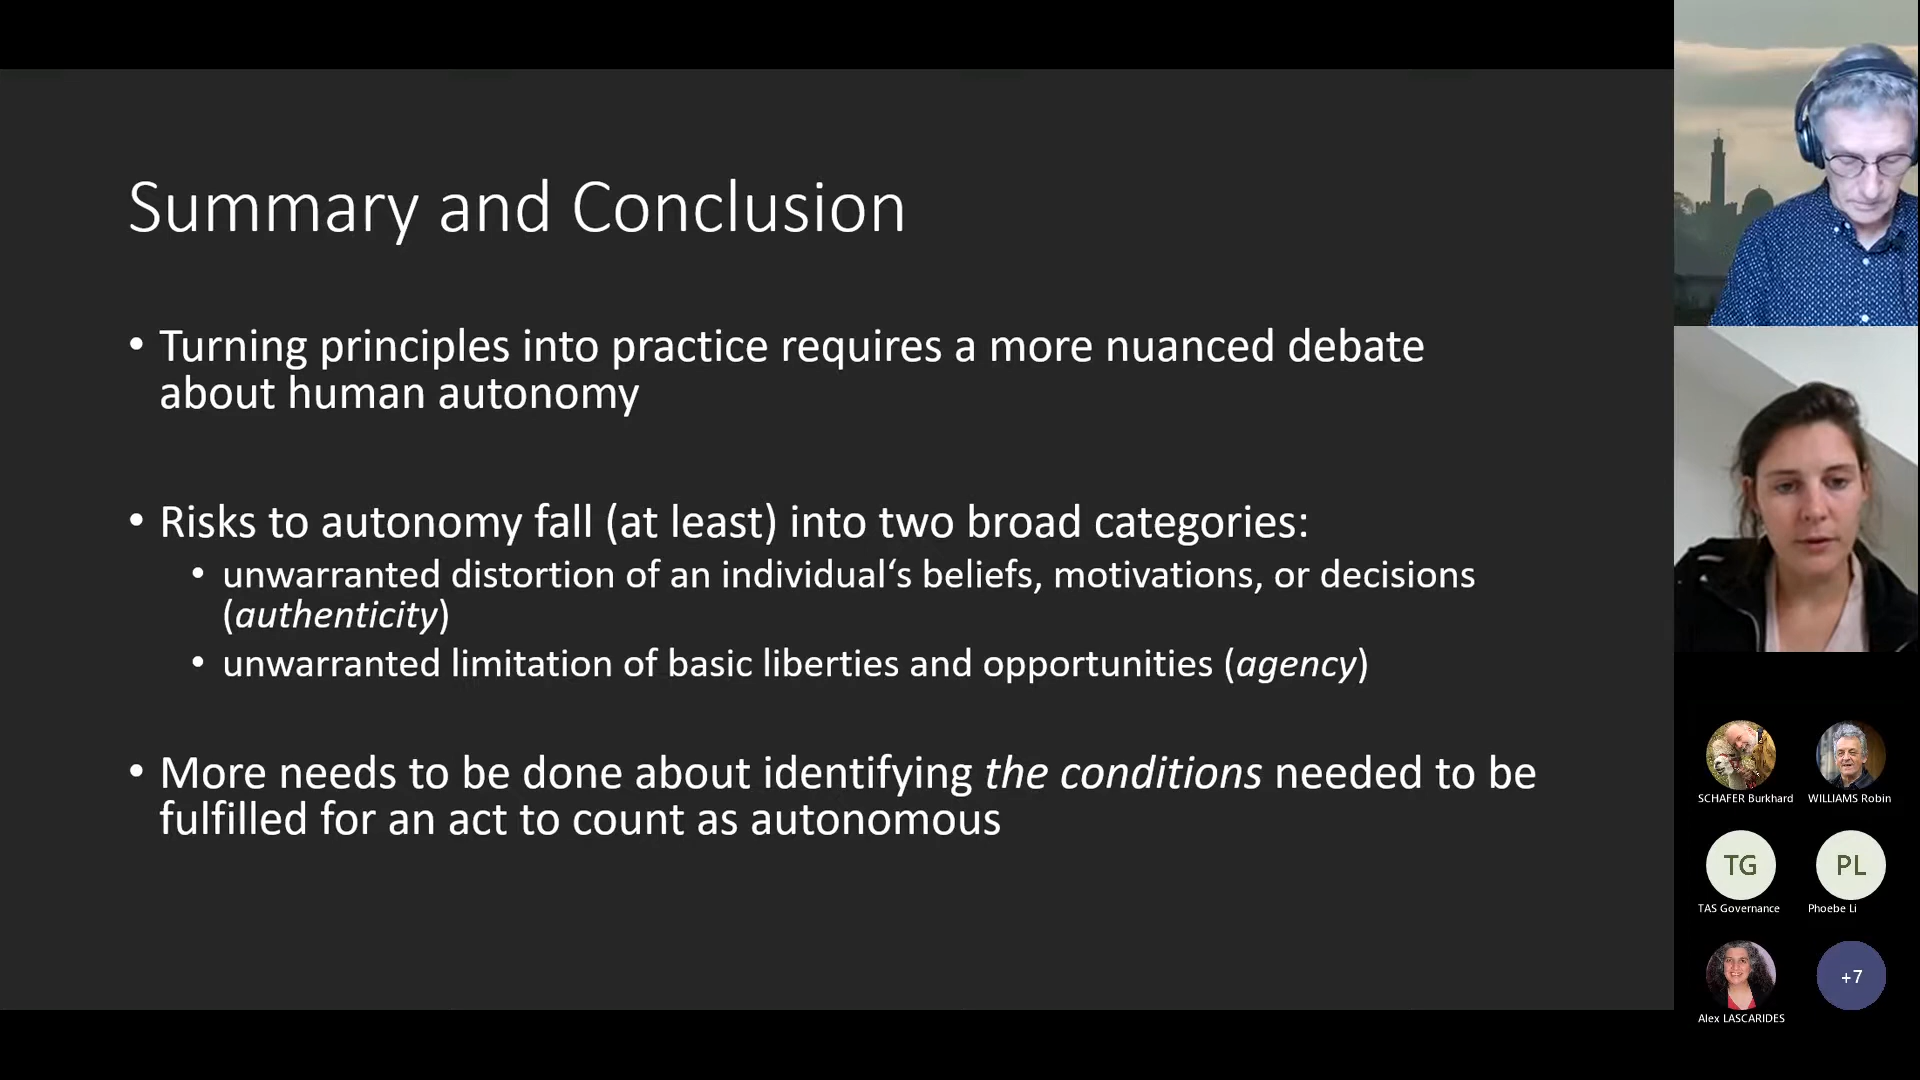 Summary and Conclusion
• Turning principles into practice requires a more nuanced debate
about human autonomy
• Risks to autonomy fall (at least) into two broad categories:
• unwarranted distortion of an individual‘s beliefs, motivations, or decisions
(authenticity)
• unwarranted limitation of basic liberties and opportunities (agency)
• More needs to be done about identifying the conditions needed to be
fulfilled for an act to count as autonomous
SCHAFER Burkhard
WILLIAMS Robin
TG
PL
TAS Governance
Phoebe Li
+7
Alex LASCARIDES